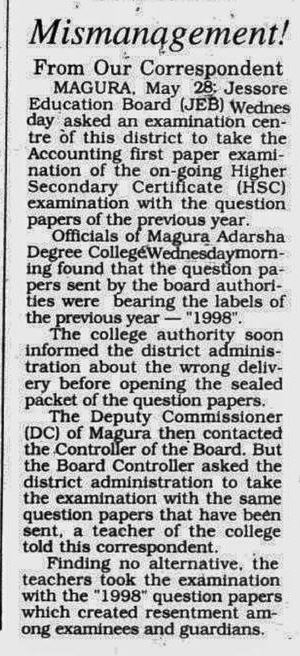 Mismanagement!
From Our Correspondent
MAGURA, May 28: Jessore
Education Board (JEB) Wednes
day asked an examination cen-
tre of this district to take the
Accounting first paper exami-
nation of the on-going Higher
Secondary Certificate (HSC)
examination with the question
papers of the previous year.
Officials of Magura Adarsha
Degree College Wednesday morn-
ing found that the question pa-
pers sent by the board authori-
ties were bearing the labels of
the previous year — "1998".
The college authority soon
informed the district adminis-
tration about the wrong deliv-
ery before opening the sealed
packet of the question papers.
The Deputy Commissioner
(DC) of Magura then contacted
the Controller of the Board. But
the Board Controller asked the
district administration to take
the examination with the same
question papers that have been
sent, a teacher of the college
told this correspondent.
Finding no alternative, the
teachers took the examination
with the "1998" question papers
which created resentment am-
ong examinees and guardians.